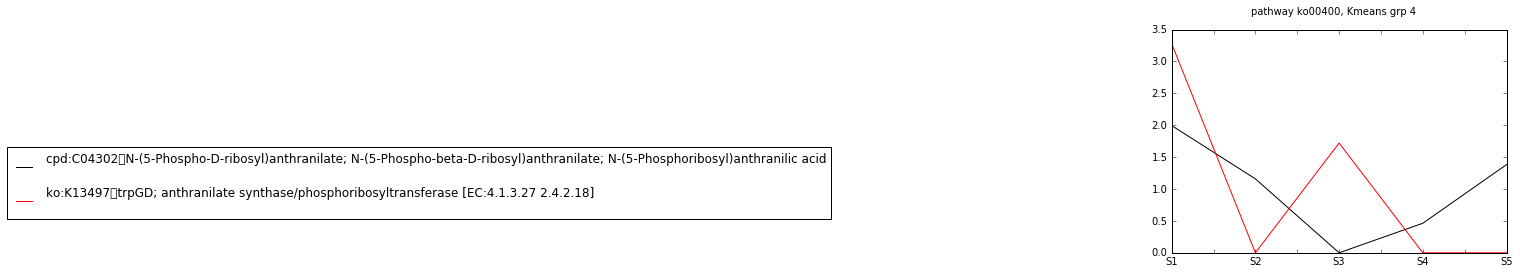 pathway ko00400, Kmeans grp 4
3.5
3.0
2.5
2.0
1.5
1.0
0.5
0.0
S1 S2 S3 S4 S5
cpd:C04302▯N-(5-Phospho-D-ribosyl)anthranilate; N-(5-Phospho-beta-D-ribosyl)anthranilate; N-(5-Phosphoribosyl)anthranilic acid
ko:K13497▯trpGD; anthranilate synthase/phosphoribosyltransferase [EC:4.1.3.27 2.4.2.18]